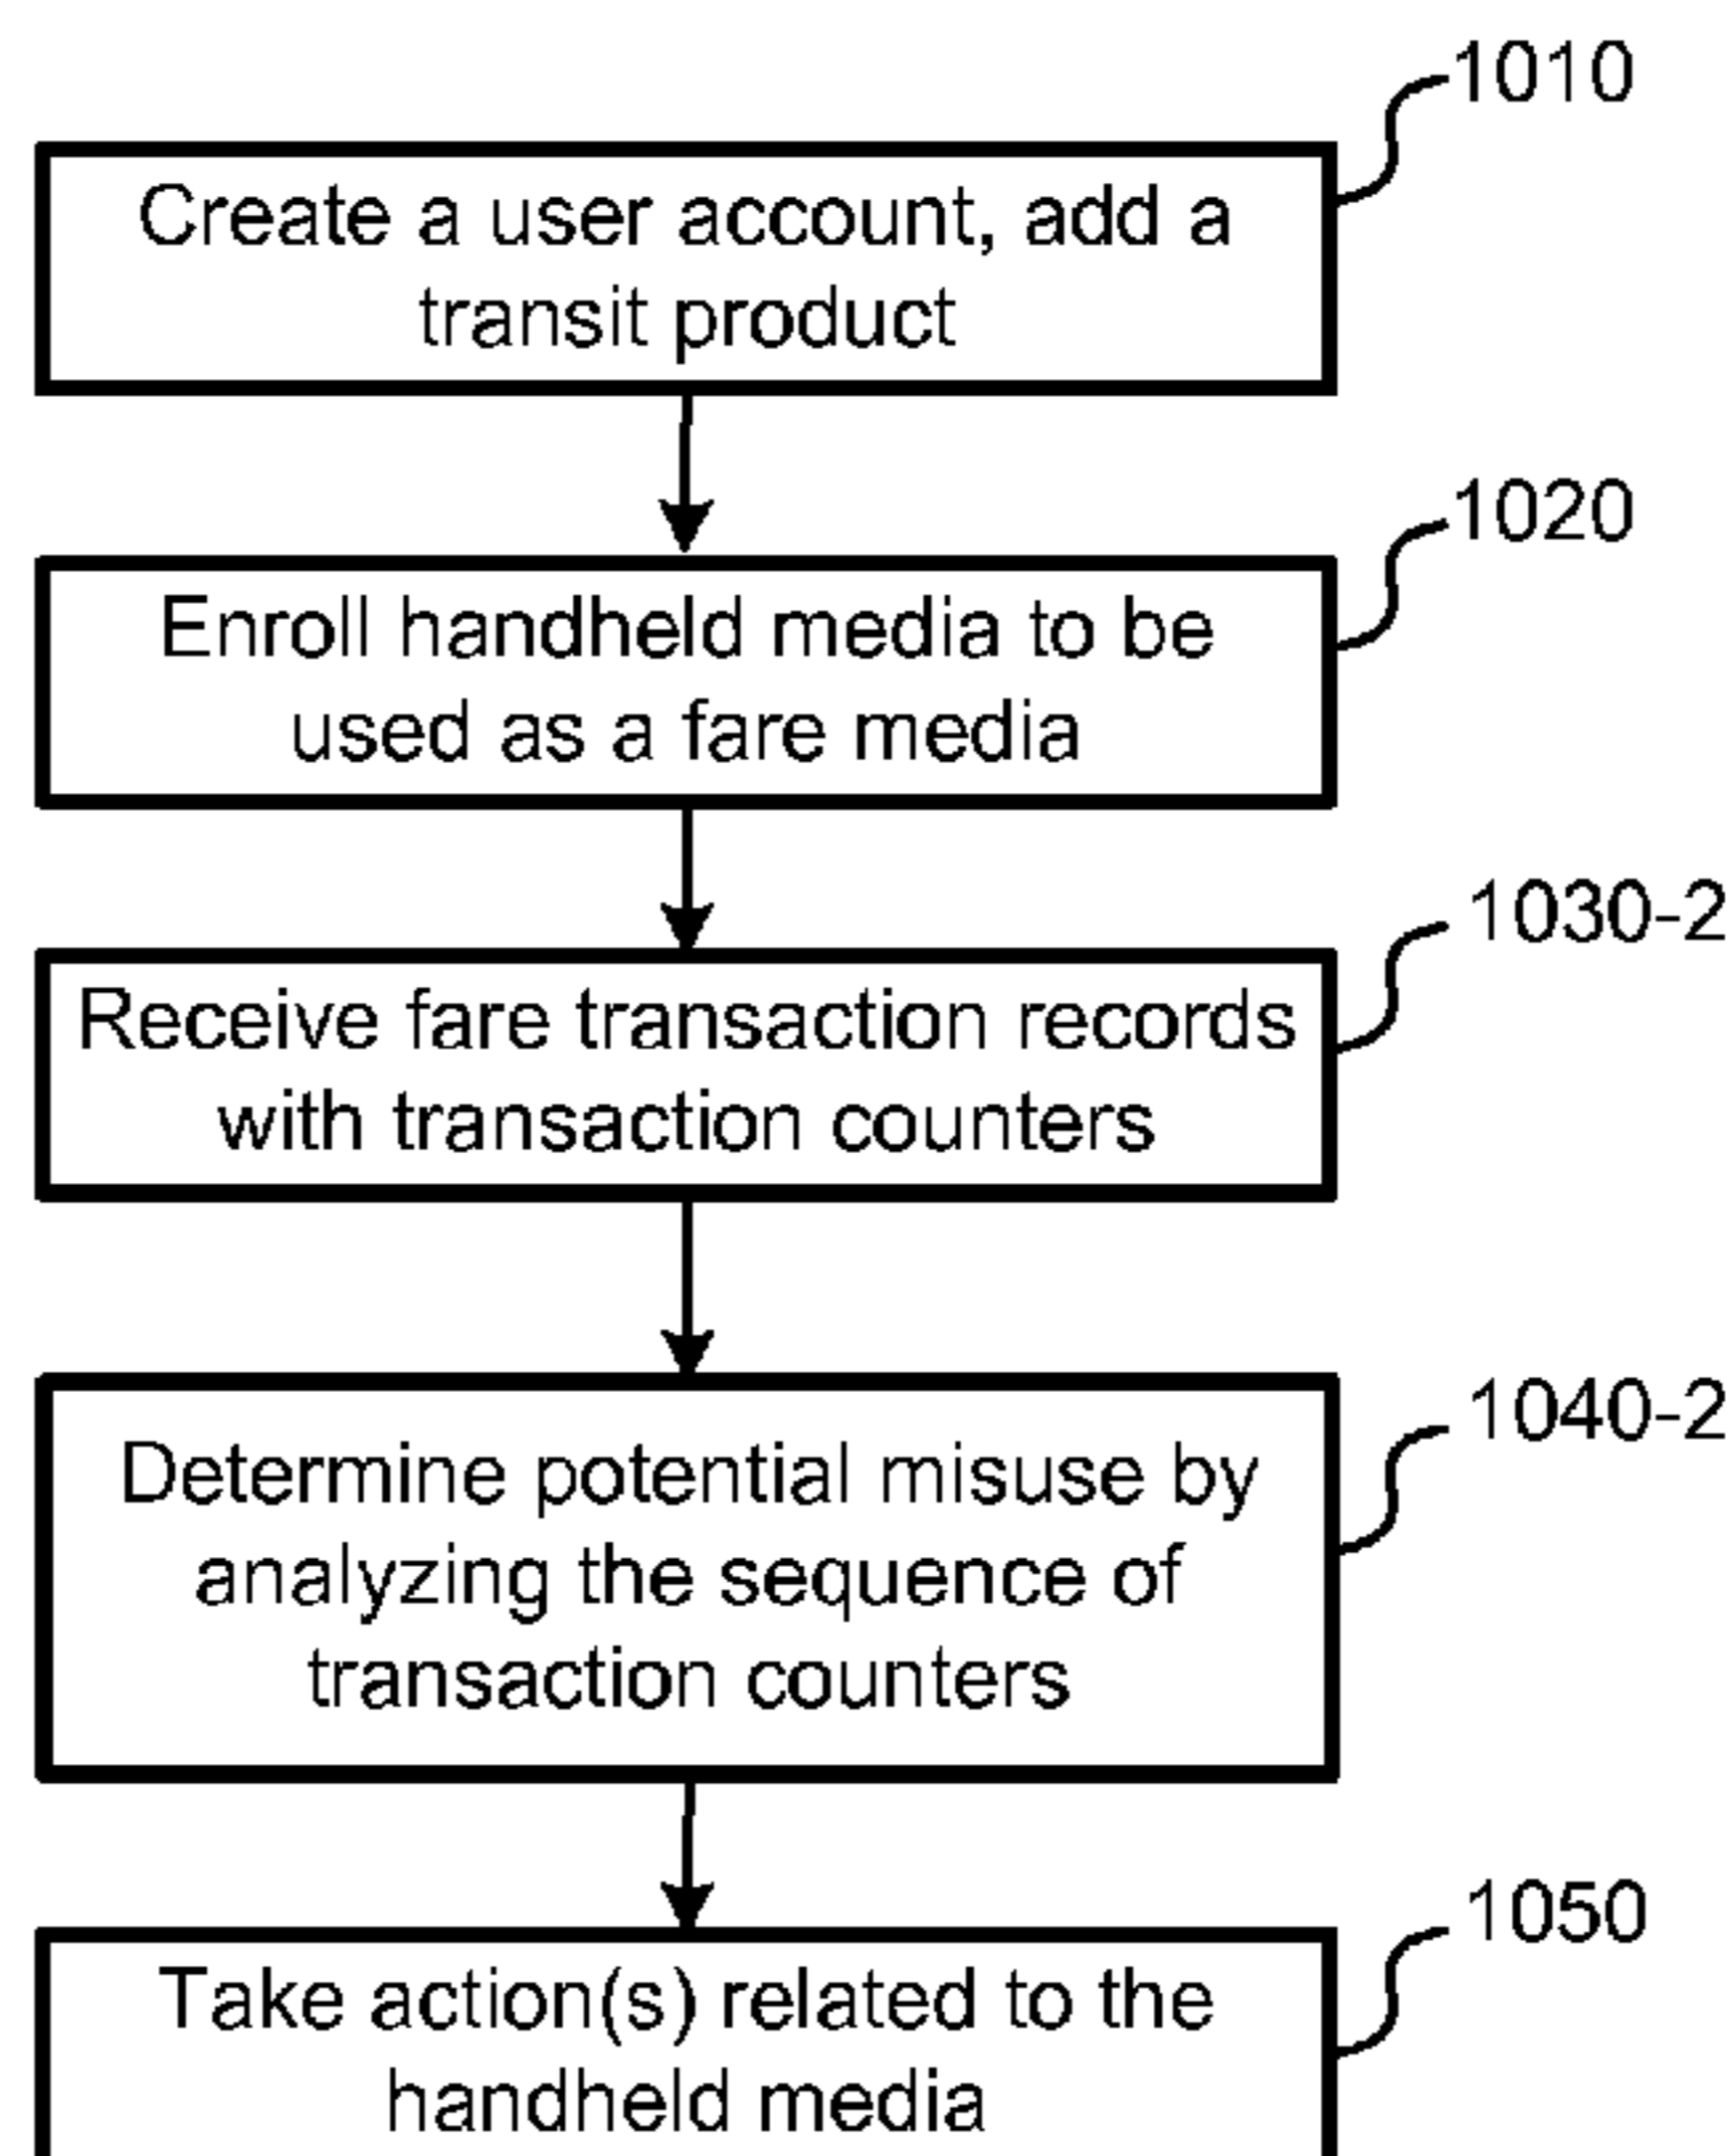 1010
Create a user account, add a
transit product
1020
Enroll handheld media to be
used as a fare media
1030-2
Receive fare transaction records
with transaction counters
1040-2
Determine potential misuse by
analyzing the sequence of
transaction counters
1050
Take action(s) related to the
handheld media